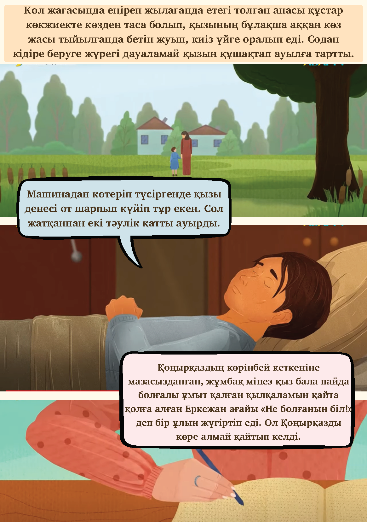 Көл жағасында еңіреп жылағанда етегі толған анасы құстар
көкжиекте көзден таса болып, қызының бұлақша аққан көз
жасы тыйылғанда бетін жуып, киіз үйге оралып еді. Содан
кідіре беруге жүрегі дауаламай қызын құшақтап ауылға тартты.
Машинадан көтеріп түсіргенде қызы
денесі от шарпып күйіп тұр екен. Сол
жатқаннан екі тәулік қатты ауырды.
Қоңырқаздың көрінбей кеткеніне
мазасызданған, жұмбақ мінез қыз бала пайда
болғалы ұмыт қалған қылқаламын қайта
қолға алған Еркежан әғайы «Не болғанын біліп
деп бір ұлын жүгіртіп еді. Ол Қоңырқазды
көре алмай қайтып келді.